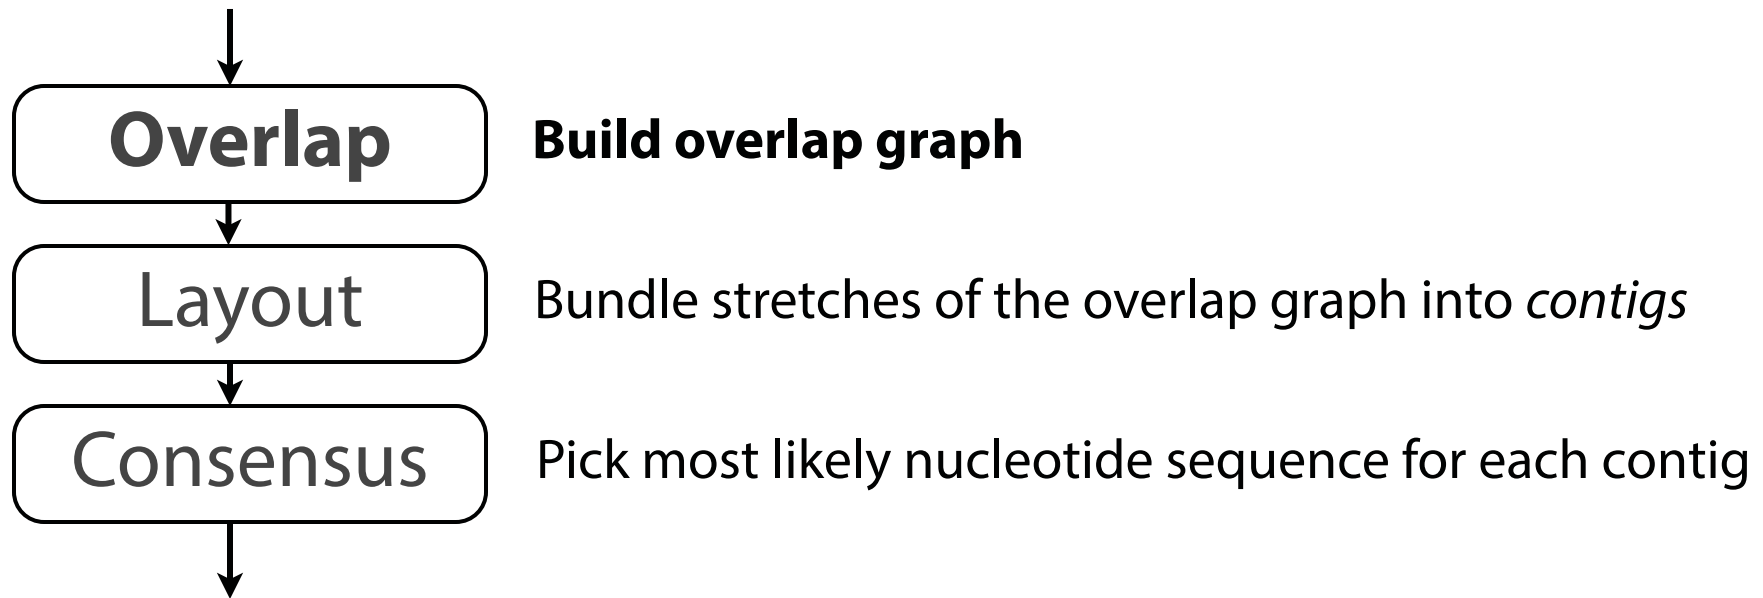 Overlap
Build overlap graph
Layout
Bundle stretches of the overlap graph into contigs
Consensus
Pick most likely nucleotide sequence for each contig